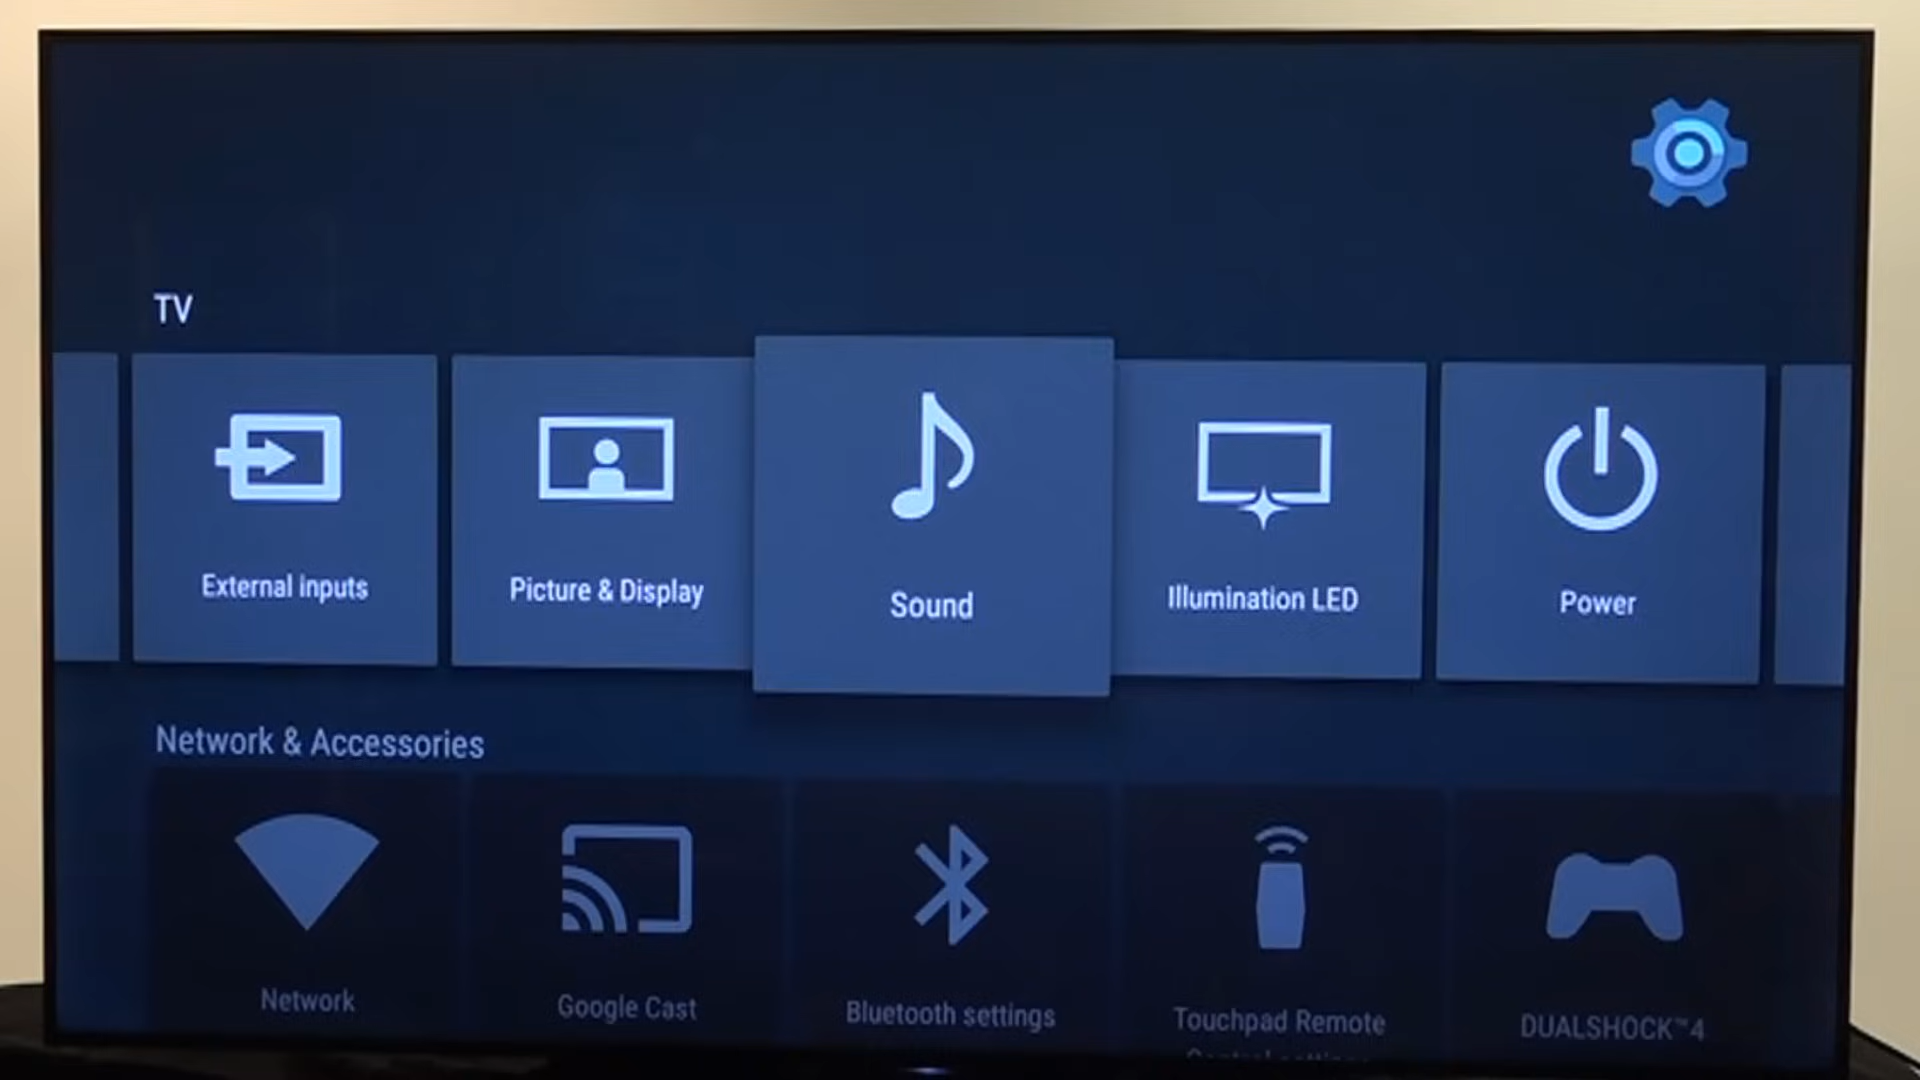 TV
External inputs
Picture & Display
Sound
Illumination LED
Power
Network & Accessories
Network
Google Cast
Bluetooth settings
Touchpad Remote
DUALSHOCK™4